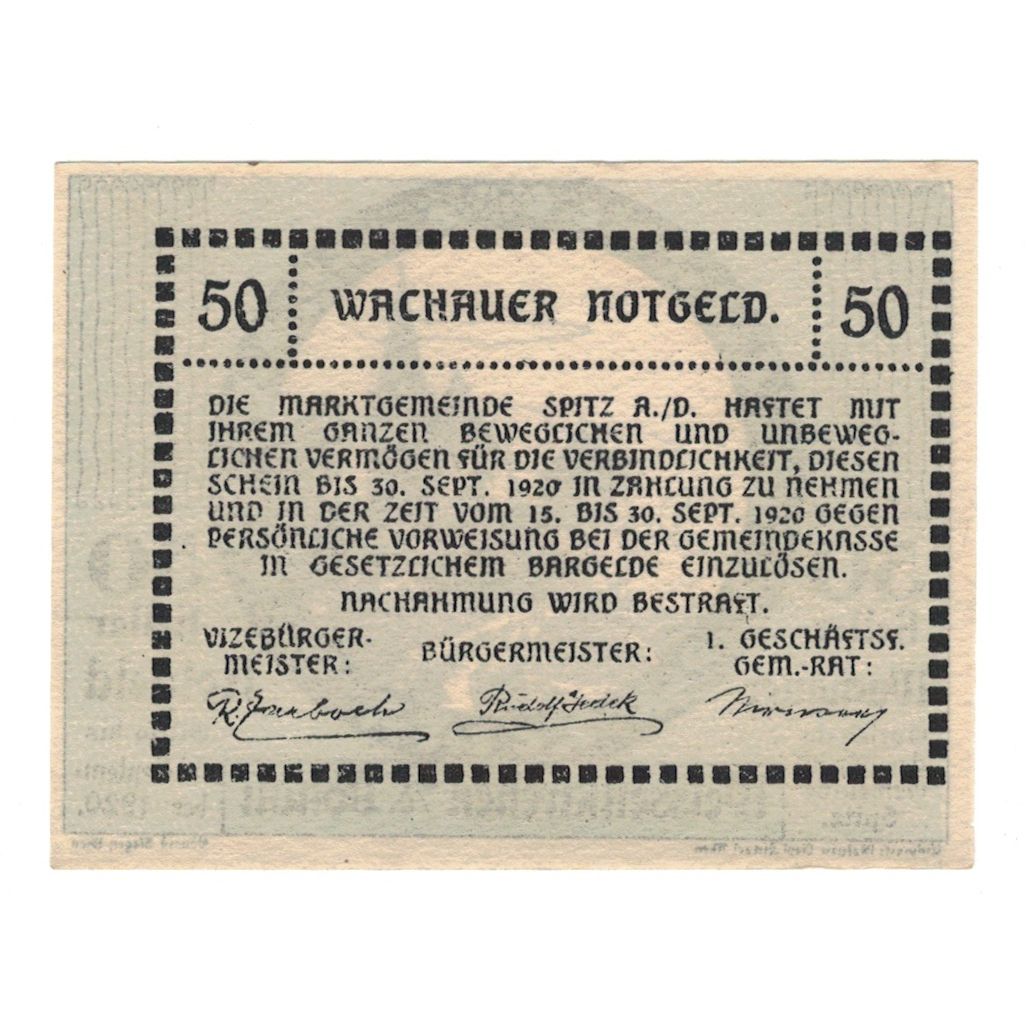 50 WACHAUER NOTGELD. 50
DIE MARKTGEMEINDE SPITZ A./D. HAFTET MIT
IHREM GANZEN BEWEGLICHEN UND UNBEWEG-
LICHEN VERMÖGEN FÜR DIE VERBINDLICHKEIT, DIESEN
SCHEIN BIS 30. SEPT. 1920 IN ZAHLUNG ZU NEHMEN
UND IN DER ZEIT VOM 15. BIS 30. SEPT. 1920 GEGEN
PERSÖNLICHE VORWEISUNG BEI DER GEMEINDEKASSE
IN GESETZLICHEM BARGELDE EINZULÖSEN.
NACHAHMUNG WIRD BESTRAFT.
VIZEBÜRGER-
MEISTER:
BÜRGERMEISTER:
1. GESCHÄFTSF.
GEM.-RAT:
Rudolf